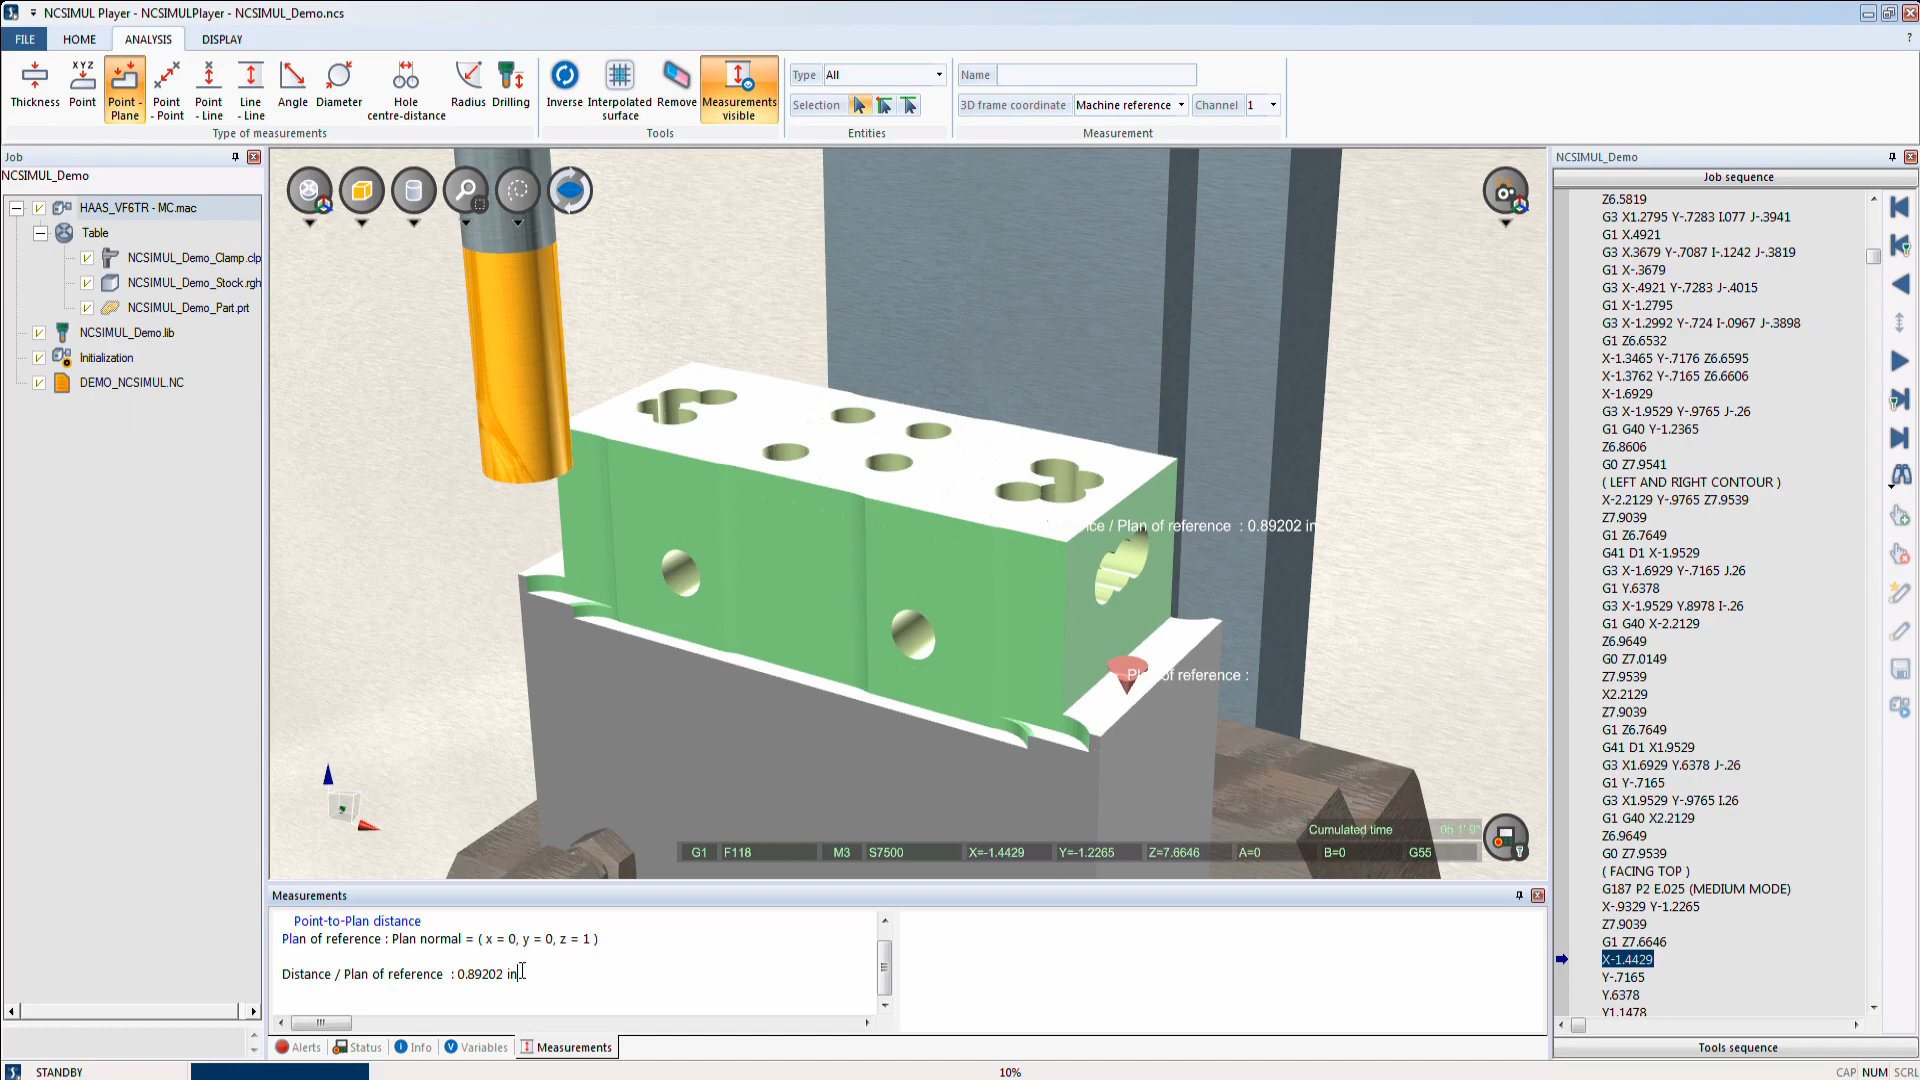 NCSIMUL Player - NCSIMULPlayer - NCSIMUL_Demo.ncs
FILE HOME ANALYSIS DISPLAY ?
Thickness
X Y Z Point
Point - Plane
Point - Point
Point - Line
Line - Line
Angle
Diameter
Hole centre-distance
Radius
Drilling
Type of measurements
Inverse
Interpolated surface
Remove
Measurements visible
Tools
Type All
Selection
Entities
Name
3D frame coordinate Machine reference Channel 1
Measurement
Job
NCSIMUL_Demo
HAAS_VF6TR - MC.mac
Table
NCSIMUL_Demo_Clamp.clp
NCSIMUL_Demo_Stock.rgh
NCSIMUL_Demo_Part.prt
NCSIMUL_Demo.lib
Initialization
DEMO_NCSIMUL.NC
nce / Plan of reference : 0.89202 in
Plan of reference :
Cumulated time 0h 1' 9"
G1 F118 M3 S7500 X=-1.4429 Y=-1.2265 Z=7.6646 A=0 B=0 G55
Measurements
Point-to-Plan distance
Plan of reference : Plan normal = ( x = 0, y = 0, z = 1 )
Distance / Plan of reference : 0.89202 in
Alerts Status Info Variables Measurements
NCSIMUL_Demo
Job sequence
Z6.5819
G3 X1.2795 Y-.7283 I.077 J-.3941
G1 X.4921
G3 X.3679 Y-.7087 I-.1242 J-.3819
G1 X-.3679
G3 X-.4921 Y-.7283 J-.4015
G1 X-1.2795
G3 X-1.2992 Y-.724 I-.0967 J-.3898
G1 Z6.6532
X-1.3465 Y-.7176 Z6.6595
X-1.3762 Y-.7165 Z6.6606
X-1.6929
G3 X-1.9529 Y-.9765 J-.26
G1 G40 Y-1.2365
Z6.8606
G0 Z7.9541
( LEFT AND RIGHT CONTOUR )
X-2.2129 Y-.9765 Z7.9539
Z7.9039
G1 Z6.7649
G41 D1 X-1.9529
G3 X-1.6929 Y-.7165 J.26
G1 Y.6378
G3 X-1.9529 Y.8978 I-.26
G1 G40 X-2.2129
Z6.9649
G0 Z7.0149
Z7.9539
X2.2129
Z7.9039
G1 Z6.7649
G41 D1 X1.9529
G3 X1.6929 Y.6378 J-.26
G1 Y-.7165
G3 X1.9529 Y-.9765 I.26
G1 G40 X2.2129
Z6.9649
G0 Z7.9539
( FACING TOP )
G187 P2 E.025 (MEDIUM MODE)
X-.9329 Y-1.2265
Z7.9039
G1 Z7.6646
X-1.4429
Y-.7165
Y.6378
Y1.1478
Tools sequence
STANDBY 10% CAP NUM SCRL